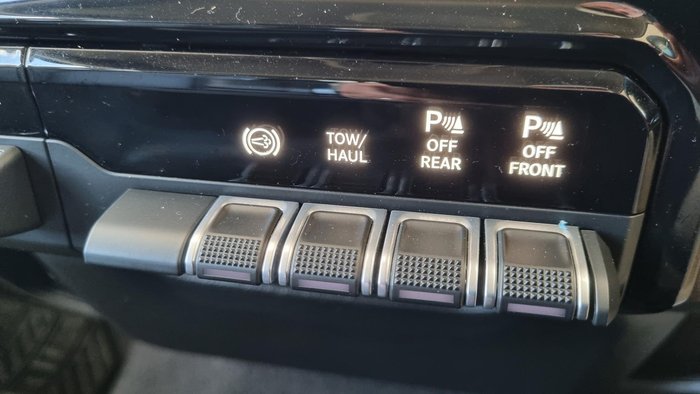 TOW/
HAUL
P
OFF
REAR
P
OFF
FRONT